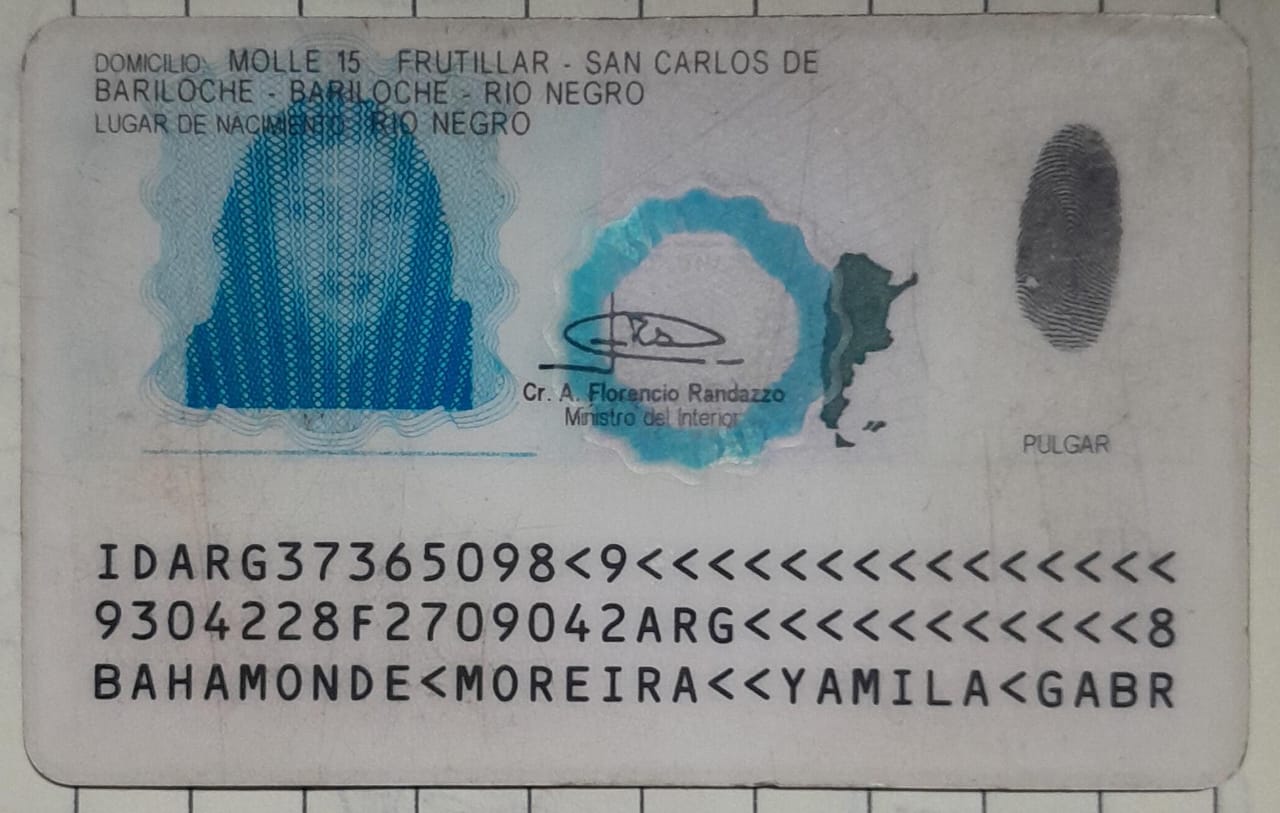 DOMICILIO: MOLLE 15 FRUTILLAR - SAN CARLOS DE
BARILOCHE - BARILOCHE - RIO NEGRO
LUGAR DE NACIMIENTO: RIO NEGRO
Cr. A. Florencio Randazzo
Ministro del Interior
PULGAR
IDARG37365098<9<<<<<<<<<<<<<<<
9304228F2709042ARG<<<<<<<<<<<8
BAHAMONDE<MOREIRA<<YAMILA<GABR